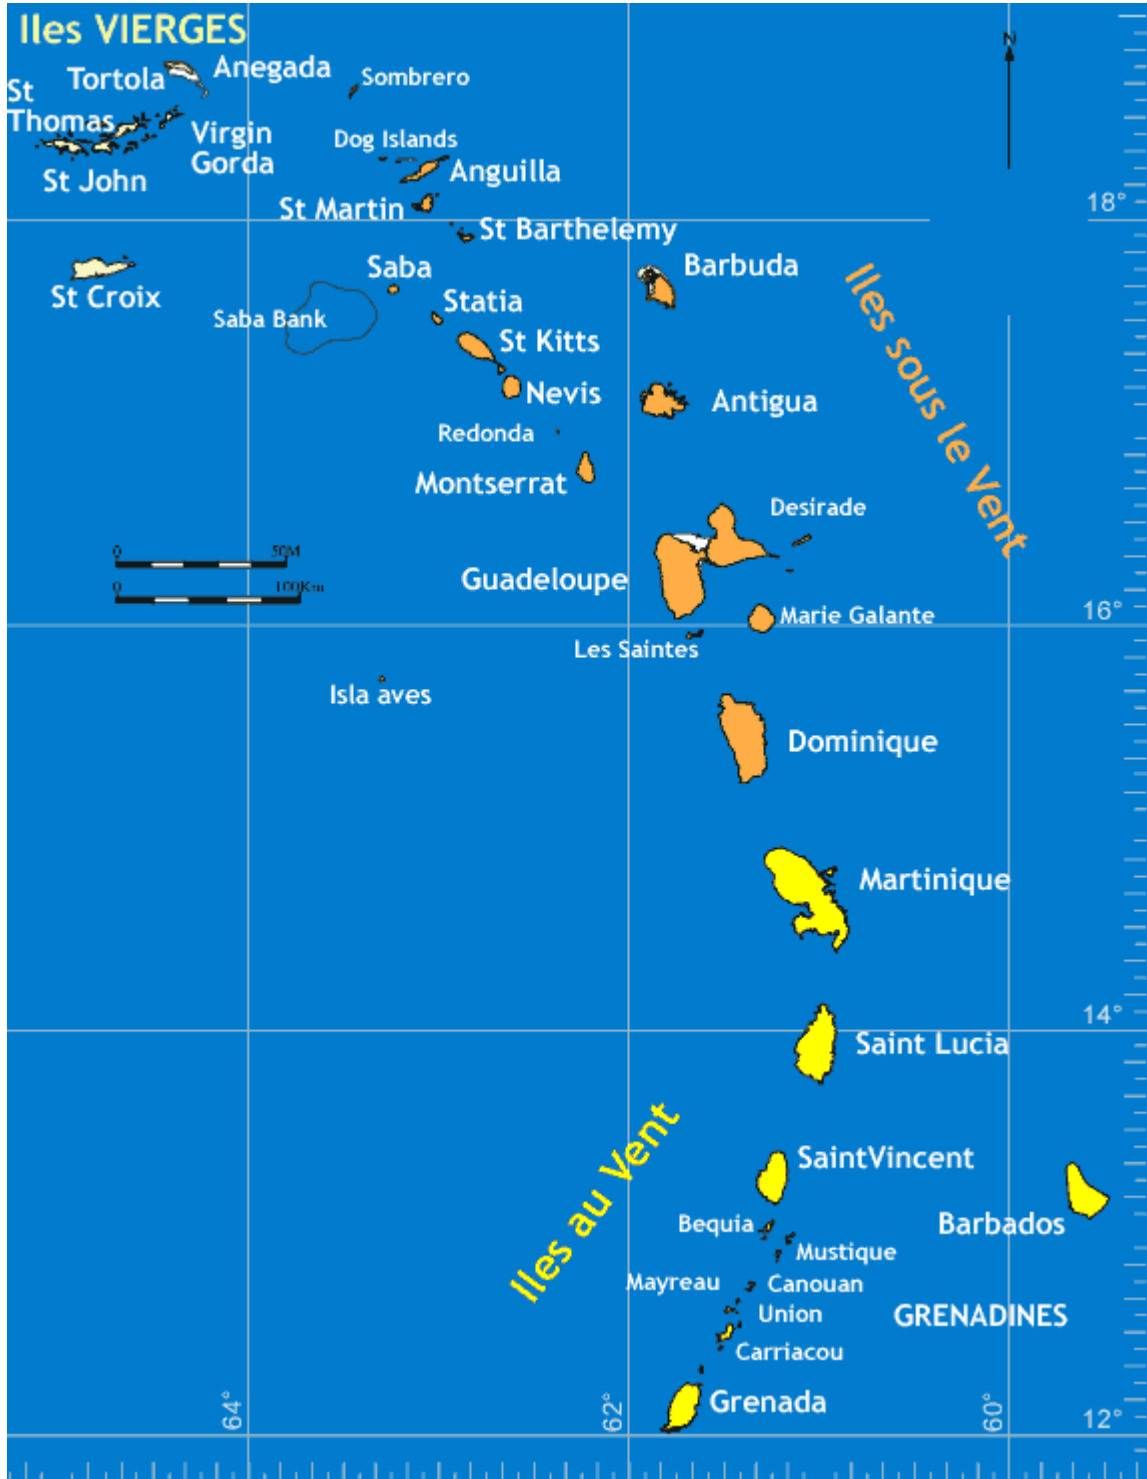 Iles VIERGES
N
Tortola
Anegada
Sombrero
St
Thomas
Virgin
Gorda
Dog Islands
St John
Anguilla
St Martin
18°
St Barthelemy
St Croix
Saba
Barbuda
Saba Bank
Statia
St Kitts
Iles sous le Vent
Nevis
Antigua
Redonda
Montserrat
Desirade
0 50M
0 100Km
Guadeloupe
Marie Galante
16°
Les Saintes
Isla aves
Dominique
Martinique
14°
Saint Lucia
Iles au Vent
SaintVincent
Barbados
Bequia
Mustique
Mayreau
Canouan
Union
GRENADINES
Carriacou
Grenada
64°
62°
60°
12°